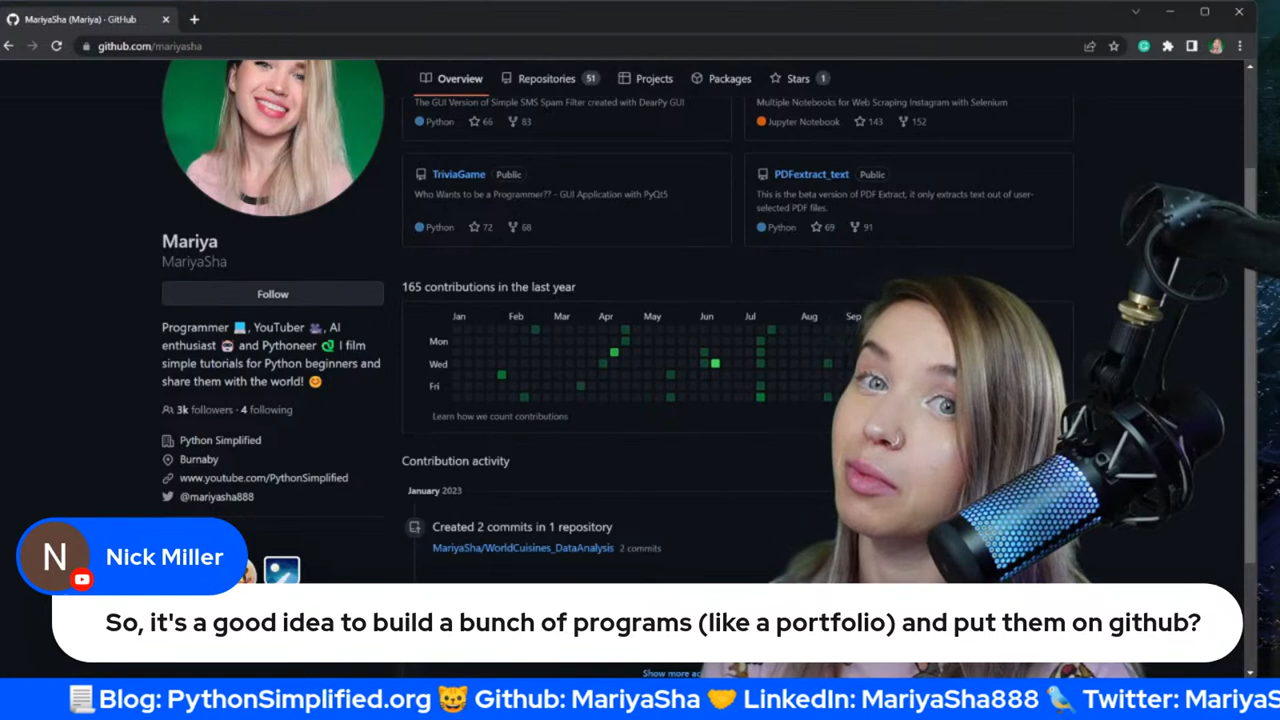 MariyaSha (Mariya) · GitHub
github.com/mariyasha
Overview
Repositories 51
Projects
Packages
Stars 1
The GUI Version of Simple SMS Spam Filter created with DearPy GUI
Python 66 83
Multiple Notebooks for Web Scraping Instagram with Selenium
Jupyter Notebook 143 152
TriviaGame Public
Who Wants to be a Programmer?? - GUI Application with PyQt5
Python 72 68
PDFextract_text Public
This is the beta version of PDF Extract, it only extracts text out of user-
selected PDF files.
Python 69 91
Mariya
MariyaSha
Follow
Programmer 💻, YouTuber 🎥, AI
enthusiast 🤖 and Pythoneer 🐍 I film
simple tutorials for Python beginners and
share them with the world! 😊
3k followers · 4 following
Python Simplified
Burnaby
www.youtube.com/PythonSimplified
@mariyasha888
165 contributions in the last year
Jan Feb Mar Apr May Jun Jul Aug Sep
Mon
Wed
Fri
Learn how we count contributions
Contribution activity
January 2023
Created 2 commits in 1 repository
MariyaSha/WorldCuisines_DataAnalysis 2 commits
N
Nick Miller
So, it's a good idea to build a bunch of programs (like a portfolio) and put them on github?
Show more ac
📃 Blog: PythonSimplified.org 😺 Github: MariyaSha 🤝 LinkedIn: MariyaSha888 🐦 Twitter: MariyaS